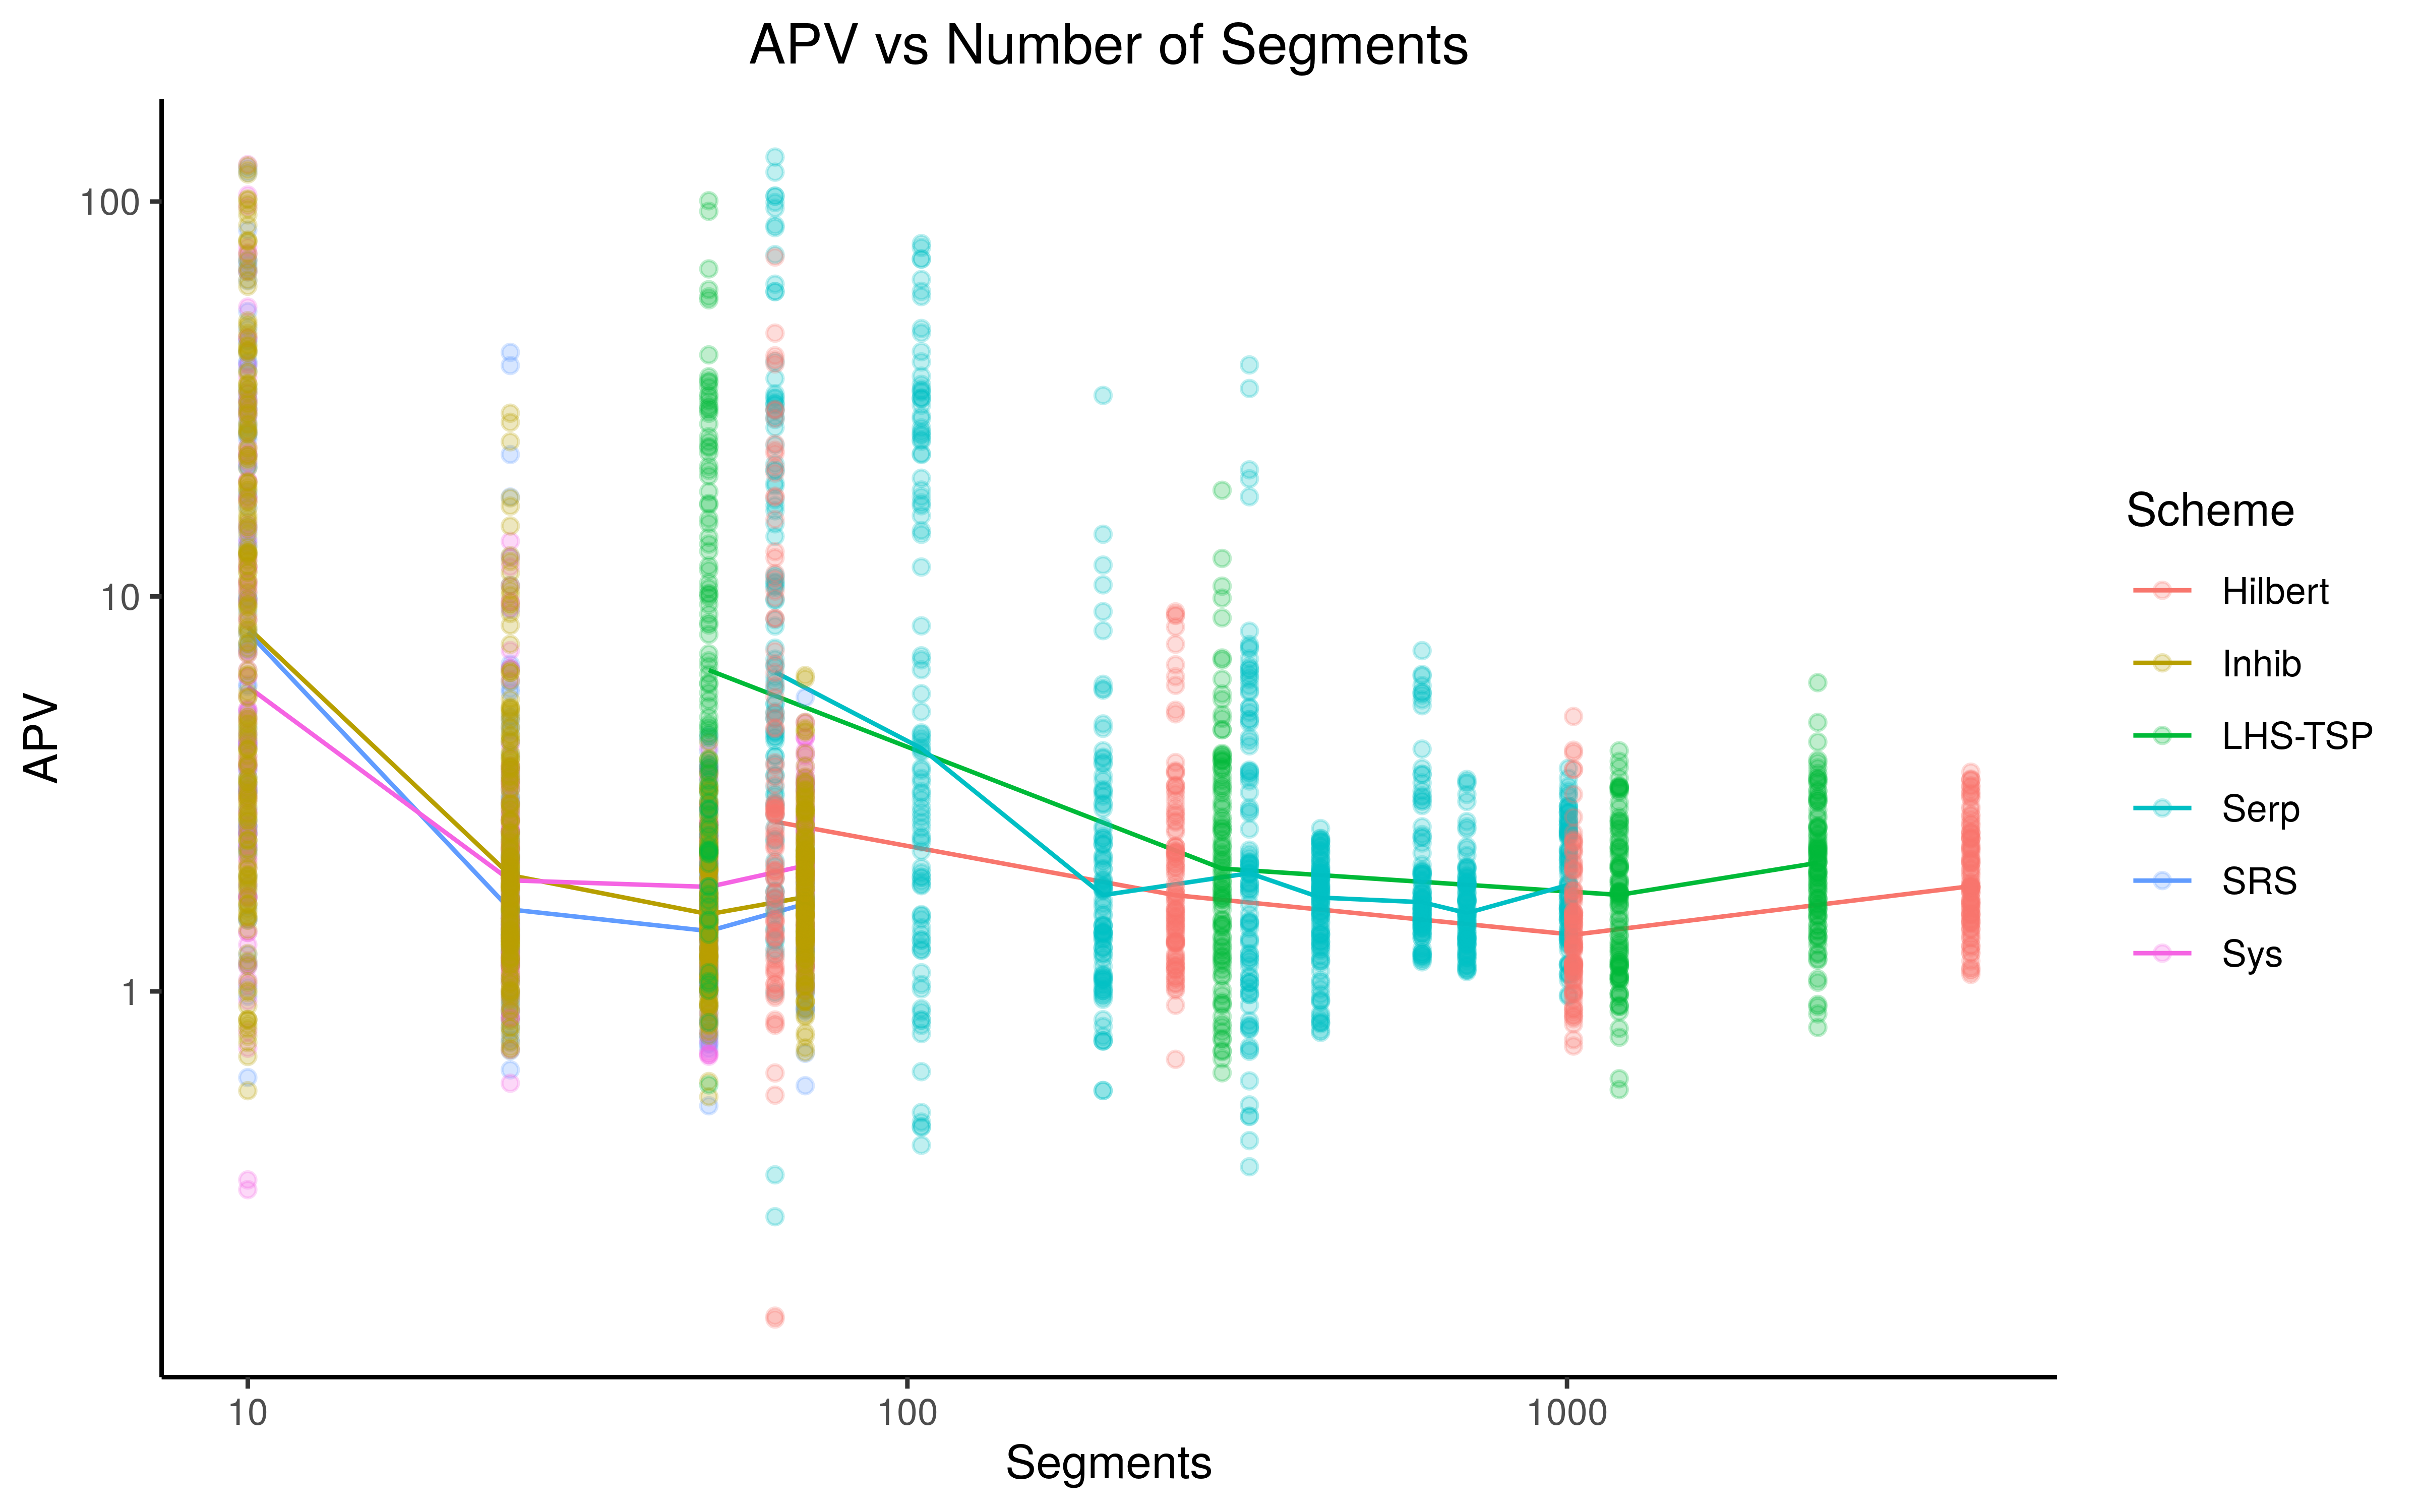 APV vs Number of Segments
APV
100
10
1
10
100
1000
Segments
Scheme
Hilbert
Inhib
LHS-TSP
Serp
SRS
Sys